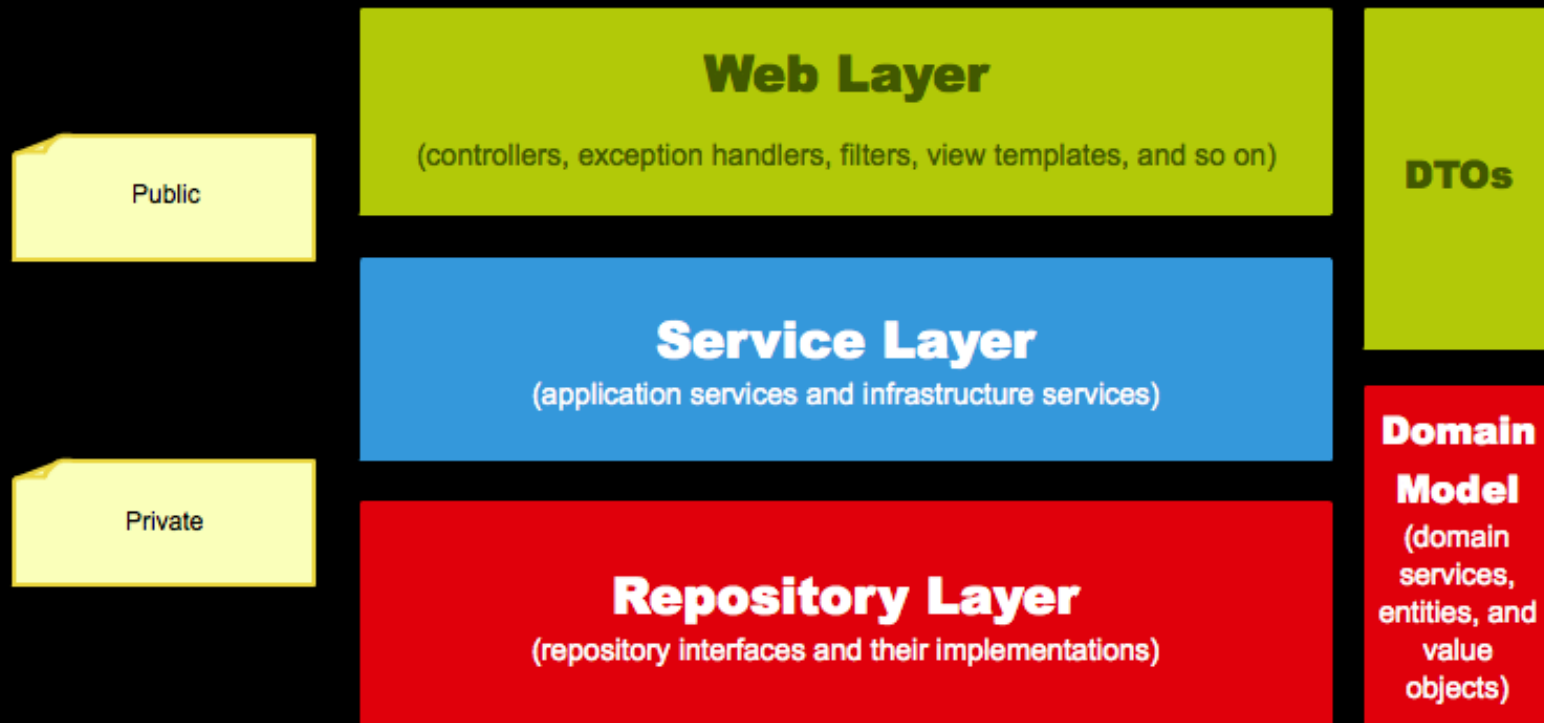 Public
Private
Web Layer
(controllers, exception handlers, filters, view templates, and so on)
Service Layer
(application services and infrastructure services)
Repository Layer
(repository interfaces and their implementations)
DTOs
Domain
Model
(domain
services,
entities, and
value
objects)